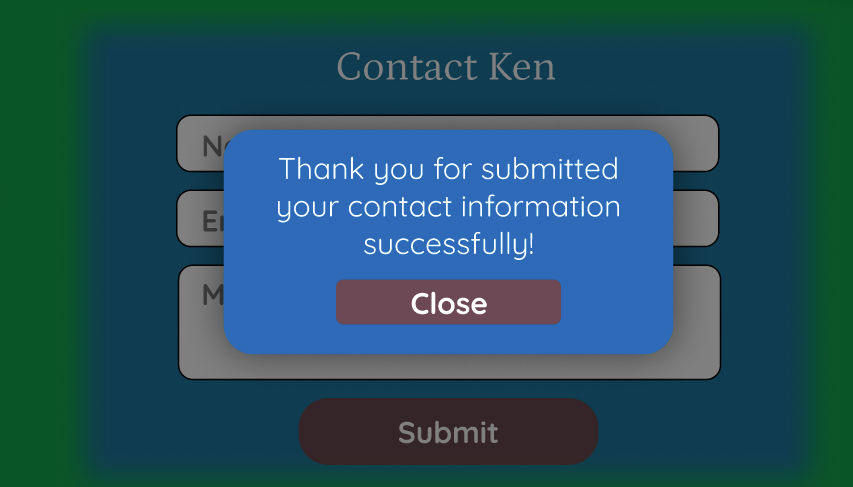 Contact Ken
Thank you for submitted
your contact information
successfully!
Close
Submit